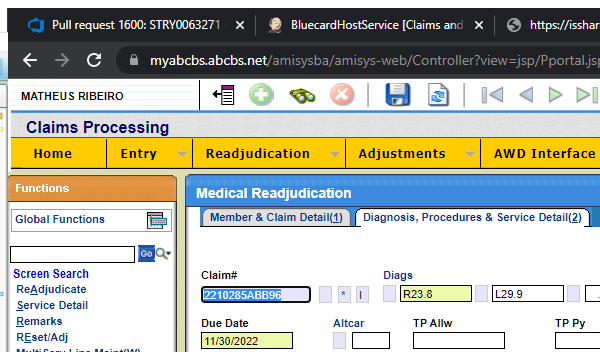 Pull request 1600: STRY0063271 -
BluecardHostService [Claims and
https://isshar
myabcbs.abcbs.net/amisysba/amisys-web/Controller?view=jsp/Pportal.jsp
MATHEUS RIBEIRO
Claims Processing
Home Entry Readjudication Adjustments AWD Interface
Functions
Medical Readjudication
Global Functions
Member & Claim Detail(1) Diagnosis, Procedures & Service Detail(2)
Go
Screen Search
ReAdjudicate
Service Detail
Remarks
REset/Adj
MultiServ Line Maint(W)
Claim# Diags
2210285ABB96 * I R23.8 L29.9
Due Date Altcar TP Allw TP Py
11/30/2022